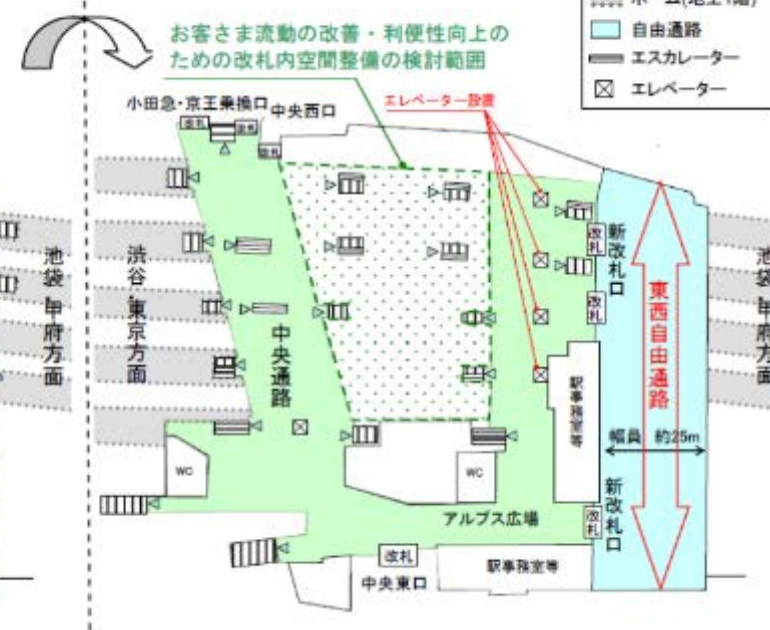 ホーム(地上1階)
自由通路
エスカレーター
エレベーター
お客さま流動の改善・利便性向上の
ための改札内空間整備の検討範囲
小田急・京王乗換口
中央西口
エレベーター設置
改札
改札
改札
新改札口
改札
改札
池袋・甲府方面
渋谷・東京方面
中央通路
東西自由通路
駅事務室等
幅員 約25m
WC
WC
新改札口
改札
アルプス広場
改札
中央東口
駅事務室等